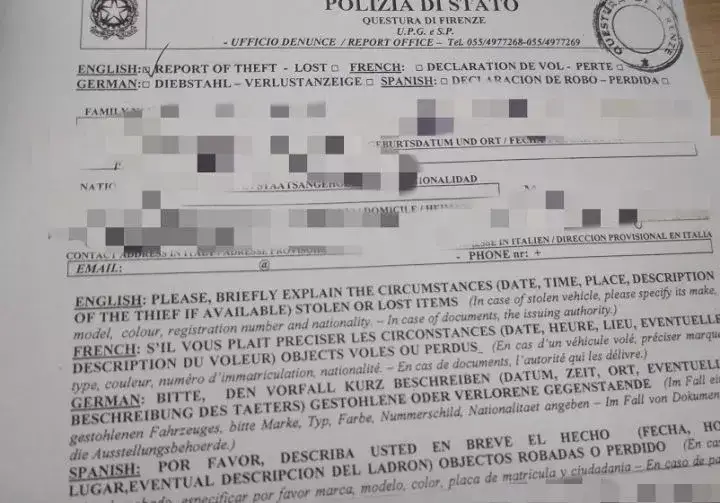 POLIZIA DI STATO
QUESTURA DI FIRENZE
U.P.G. e S.P.
- UFFICIO DENUNCE / REPORT OFFICE – Tel. 055/4977268-055/4977269
QUESTURA FIRENZE
ENGLISH: REPORT OF THEFT - LOST □ FRENCH: □ DECLARATION DE VOL - PERTE □
GERMAN: □ DIEBSTAHL – VERLUSTANZEIGE □ SPANISH: □ DECLARACION DE ROBO – PERDIDA □
FAMILY
GEBURTSDATUM UND ORT / FECHA
DOMICILE /
CONTACT ADDRESS IN
IN ITALIEN / DIRECCION PROVISIONAL EN ITALIA
EMAIL: @ - PHONE nr: +
ENGLISH: PLEASE, BRIEFLY EXPLAIN THE CIRCUMSTANCES (DATE, TIME, PLACE, DESCRIPTION
OF THE THIEF IF AVAILABLE) STOLEN OR LOST ITEMS (In case of stolen vehicle, please specify its make,
model, colour, registration number and nationality. – In case of documents, the issuing authority.)
FRENCH: S'IL VOUS PLAIT PRECISER LES CIRCONSTANCES (DATE, HEURE, LIEU, EVENTUELLE
DESCRIPTION DU VOLEUR) OBJECTS VOLES OU PERDUS_ (En cas d'un véhicule volé, préciser marque
type, couleur, numéro d'immatriculation, nationalité. – En cas de documents, l'autorité qui les délivre.)
GERMAN: BITTE, DEN VORFALL KURZ BESCHREIBEN (DATUM, ZEIT, ORT, EVENTUELL
BESCHREIBUNG DES TAETERS) GESTOHLENE ODER VERLORENE GEGENSTAENDE (Im Fall ein
gestohlenen Fahrzeuges, bitte Marke, Typ, Farbe, Nummerschild, Nationalitaet angeben – Im Fall von Dokumen
die Ausstellungsbehoerde.)
SPANISH: POR FAVOR, DESCRIBA USTED EN BREVE EL HECHO (FECHA, HO
LUGAR,EVENTUAL DESCRIPCION DEL LADRON) OBJECTOS ROBADAS O PERDIDO (En cas
especificar por favor marca, modelo, color, placa de matricula y ciudadania – En caso de pa